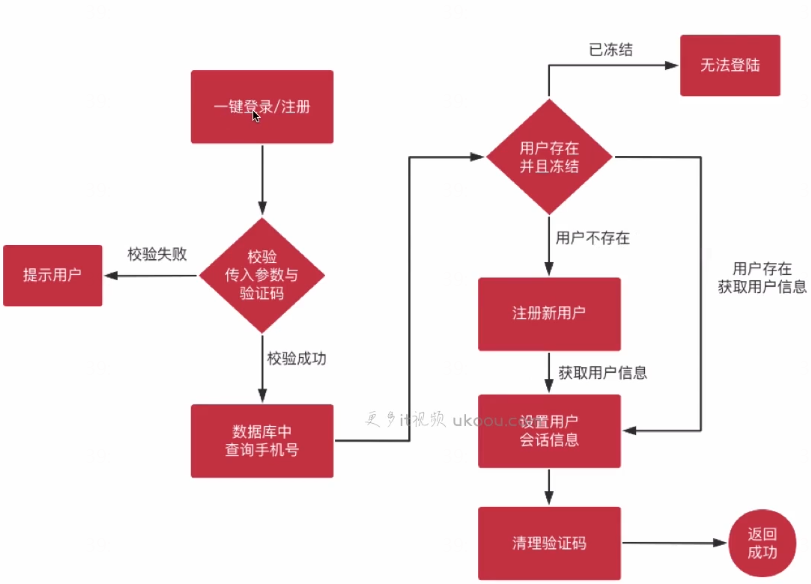 一键登录/注册
校验失败
提示用户
校验
传入参数与
验证码
校验成功
数据库中
查询手机号
已冻结
无法登陆
用户存在
并且冻结
用户不存在
用户存在
获取用户信息
注册新用户
获取用户信息
更多it视频 ukoou.co
设置用户
会话信息
清理验证码
返回
成功